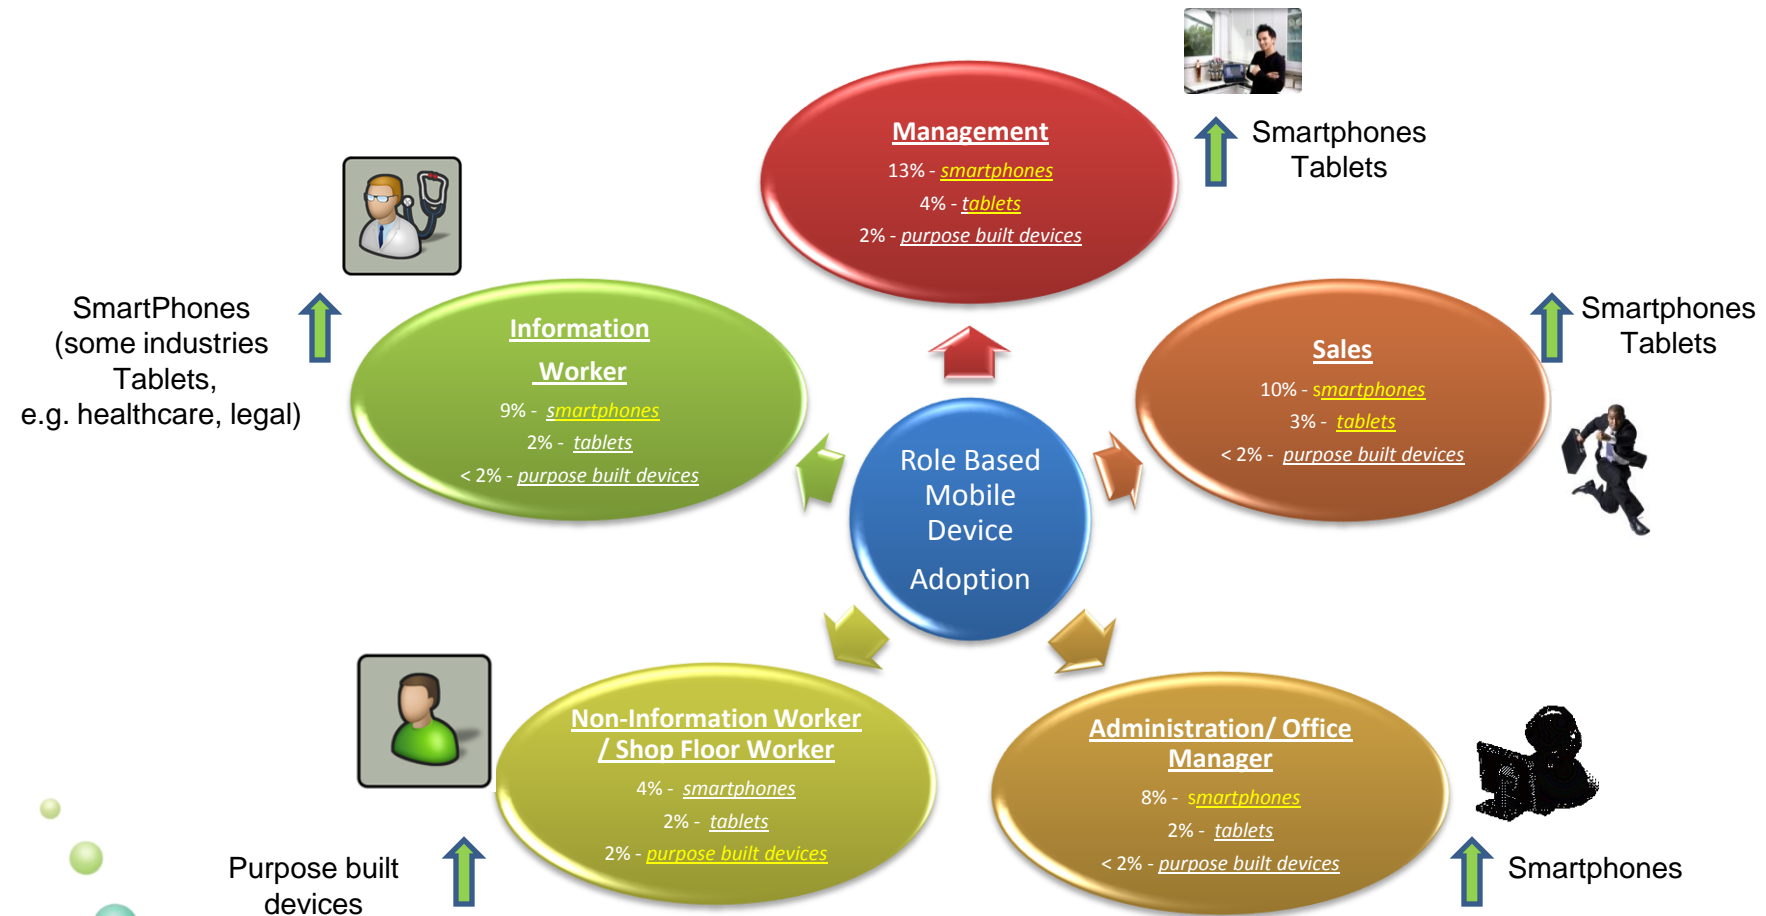 Management
13% - smartphones
4% - tablets
2% - purpose built devices
Smartphones
Tablets
SmartPhones
(some industries
Tablets,
e.g. healthcare, legal)
Information
Worker
9% - smartphones
2% - tablets
< 2% - purpose built devices
Sales
10% - smartphones
3% - tablets
< 2% - purpose built devices
Smartphones
Tablets
Role Based
Mobile
Device
Adoption
Non-Information Worker
/ Shop Floor Worker
4% - smartphones
2% - tablets
2% - purpose built devices
Purpose built
devices
Administration/ Office
Manager
8% - smartphones
2% - tablets
< 2% - purpose built devices
Smartphones